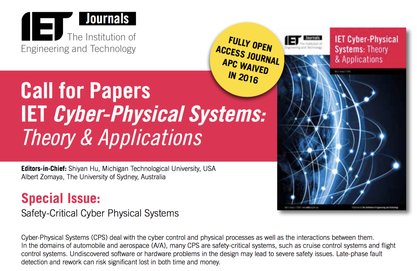 IET Journals
The Institution of
Engineering and Technology
FULLY OPEN
ACCESS JOURNAL
APC WAIVED
IN 2016
IET Journals
IET Cyber-Physical
Systems: Theory
& Applications
Call for Papers
IET Cyber-Physical Systems:
Theory & Applications
Editors-in-Chief: Shiyan Hu, Michigan Technological University, USA
Albert Zomaya, The University of Sydney, Australia
Special Issue:
Safety-Critical Cyber Physical Systems
Cyber-Physical Systems (CPS) deal with the cyber control and physical processes as well as the interactions between them.
In the domains of automobile and aerospace (A/A), many CPS are safety-critical systems, such as cruise control systems and flight
control systems. Undiscovered software or hardware problems in the design may lead to severe safety issues. Late-phase fault
detection and rework can risk significant lost in both time and money.